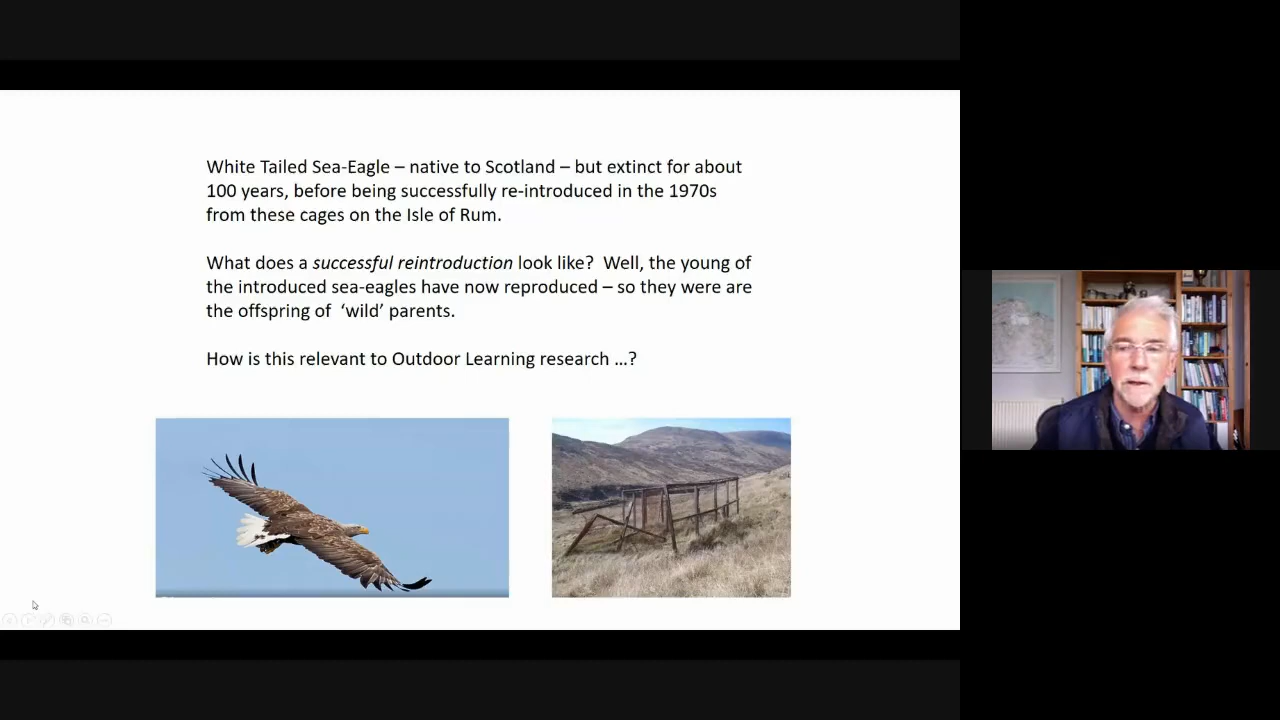 White Tailed Sea-Eagle – native to Scotland – but extinct for about
100 years, before being successfully re-introduced in the 1970s
from these cages on the Isle of Rum.
What does a successful reintroduction look like?  Well, the young of
the introduced sea-eagles have now reproduced – so they were are
the offspring of  ‘wild’ parents.
How is this relevant to Outdoor Learning research …?